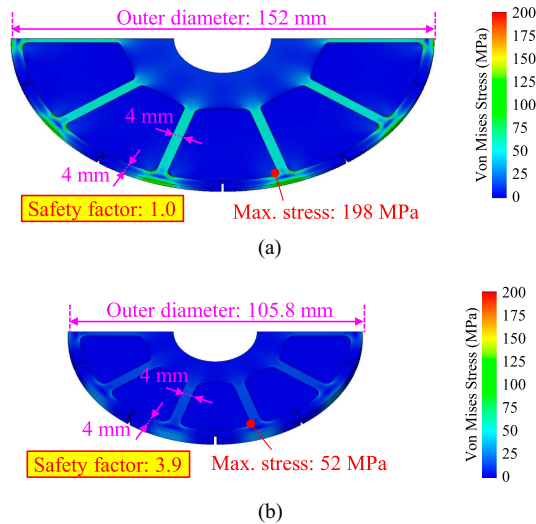 Outer diameter: 152 mm
4 mm
4 mm
Safety factor: 1.0
Max. stress: 198 MPa
Von Mises Stress (MPa)
200
175
150
125
100
75
50
25
0
(a)
Outer diameter: 105.8 mm
4 mm
4 mm
Safety factor: 3.9
Max. stress: 52 MPa
Von Mises Stress (MPa)
200
175
150
125
100
75
50
25
0
(b)